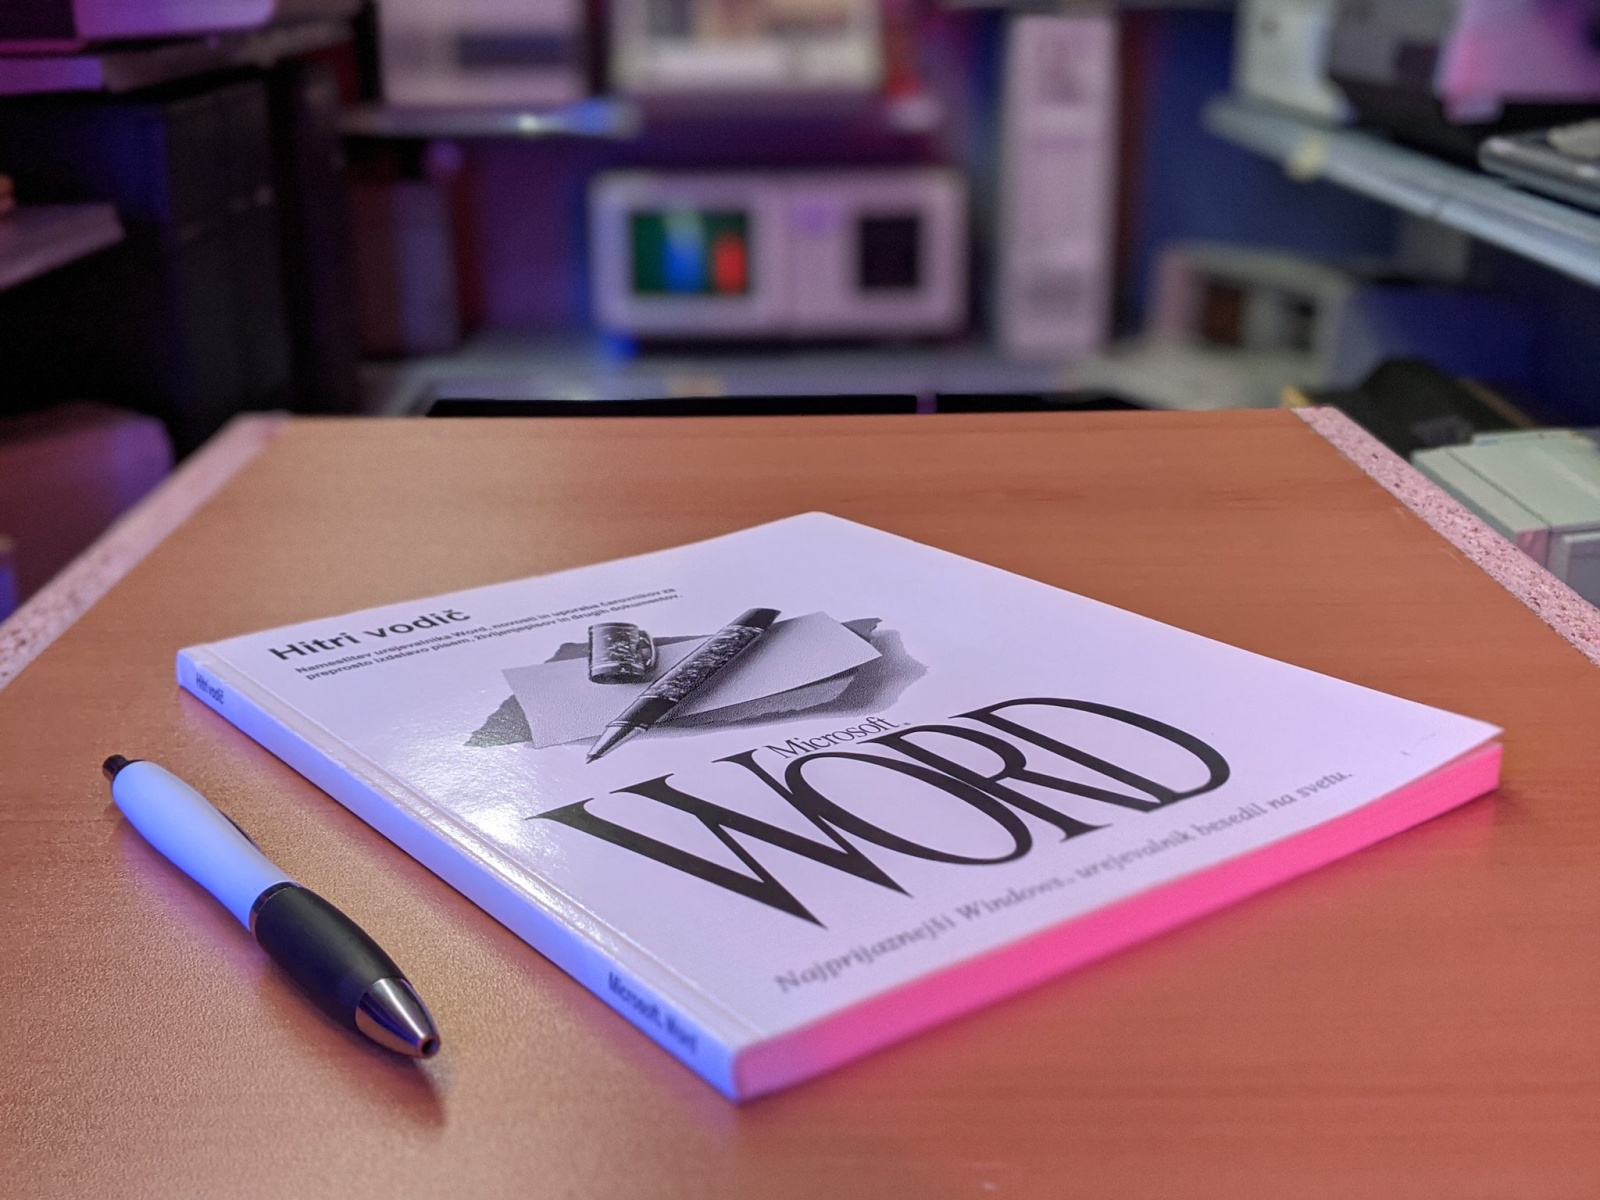 Hitri vodič
Namestitev urejevalnika Word, novosti in uporaba čarovnikov za
preprosto izdelavo pisem, življenjepisov in drugih dokumentov.
Microsoft®
WORD
Najprijaznejši Windows™ urejevalnik besedil na svetu.
Hitri vodič
Microsoft® Word